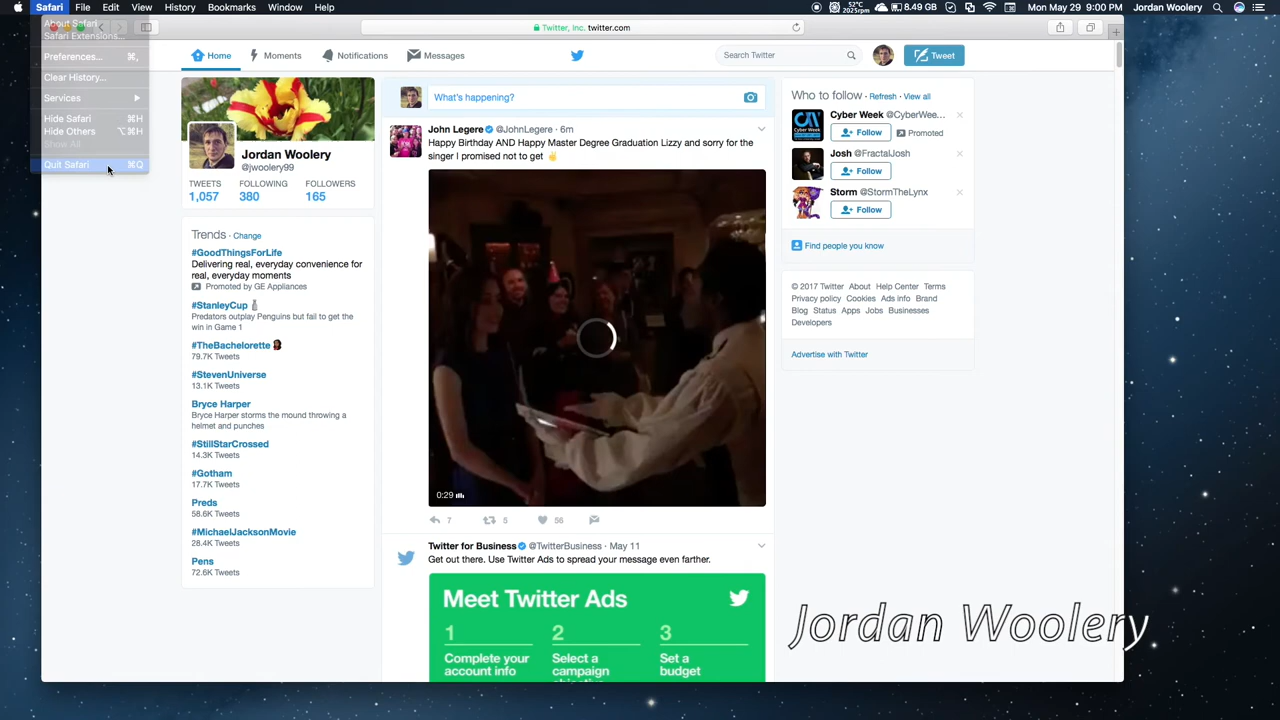 Safari File Edit View History Bookmarks Window Help
2025rpm 62°C 8.49 GB Mon May 29 9:00 PM Jordan Woolery
About Safari
Safari Extensions...
Preferences... ⌘,
Clear History...
Services
Hide Safari ⌘H
Hide Others ⌥⌘H
Show All
Quit Safari ⌘Q
Twitter, Inc. twitter.com
Home Moments Notifications Messages
Search Twitter
Tweet
Jordan Woolery
@jwoolery99
TWEETS FOLLOWING FOLLOWERS
1,057 380 165
Trends · Change
#GoodThingsForLife
Delivering real, everyday convenience for
real, everyday moments
Promoted by GE Appliances
#StanleyCup
Predators outplay Penguins but fail to get the
win in Game 1
#TheBachelorette
79.7K Tweets
#StevenUniverse
13.1K Tweets
Bryce Harper
Bryce Harper storms the mound throwing a
helmet and punches
#StillStarCrossed
14.3K Tweets
#Gotham
17.7K Tweets
Preds
58.6K Tweets
#MichaelJacksonMovie
28.4K Tweets
Pens
72.6K Tweets
What's happening?
John Legere @JohnLegere · 6m
Happy Birthday AND Happy Master Degree Graduation Lizzy and sorry for the
singer I promised not to get ✌
0:29
7 5 56
Twitter for Business @TwitterBusiness · May 11
Get out there. Use Twitter Ads to spread your message even farther.
Meet Twitter Ads
1 2 3
Complete your
account info
Select a
campaign
objective
Set a
budget
Who to follow · Refresh · View all
Cyber Week @CyberWee...
Follow Promoted
Josh @FractalJosh
Follow
Storm @StormTheLynx
Follow
Find people you know
© 2017 Twitter About Help Center Terms
Privacy policy Cookies Ads info Brand
Blog Status Apps Jobs Businesses
Developers
Advertise with Twitter
Jordan Woolery